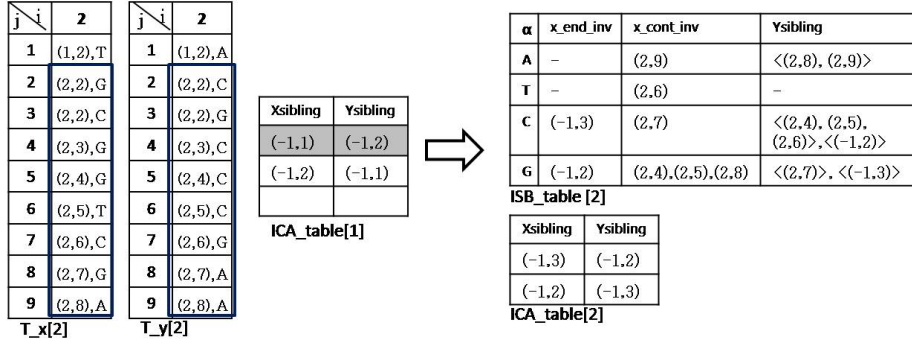 j i 2
1 (1,2),T
2 (2,2),G
3 (2,2),C
4 (2,3),G
5 (2,4),G
6 (2,5),T
7 (2,6),C
8 (2,7),G
9 (2,8),A
T_x[2]
j i 2
1 (1,2),A
2 (2,2),C
3 (2,2),G
4 (2,3),C
5 (2,4),C
6 (2,5),C
7 (2,6),G
8 (2,7),A
9 (2,8),A
T_y[2]
Xsibling Ysibling
(-1,1) (-1,2)
(-1,2) (-1,1)
ICA_table[1]
α x_end_inv x_cont_inv Ysibling
A - (2,9) <(2,8), (2,9)>
T - (2,6) -
C (-1,3) (2,7) <(2,4), (2,5),
(2,6)>,<(-1,2)>
G (-1,2) (2,4),(2,5),(2,8) <(2,7)>, <(-1,3)>
ISB_table [2]
Xsibling Ysibling
(-1,3) (-1,2)
(-1,2) (-1,3)
ICA_table[2]